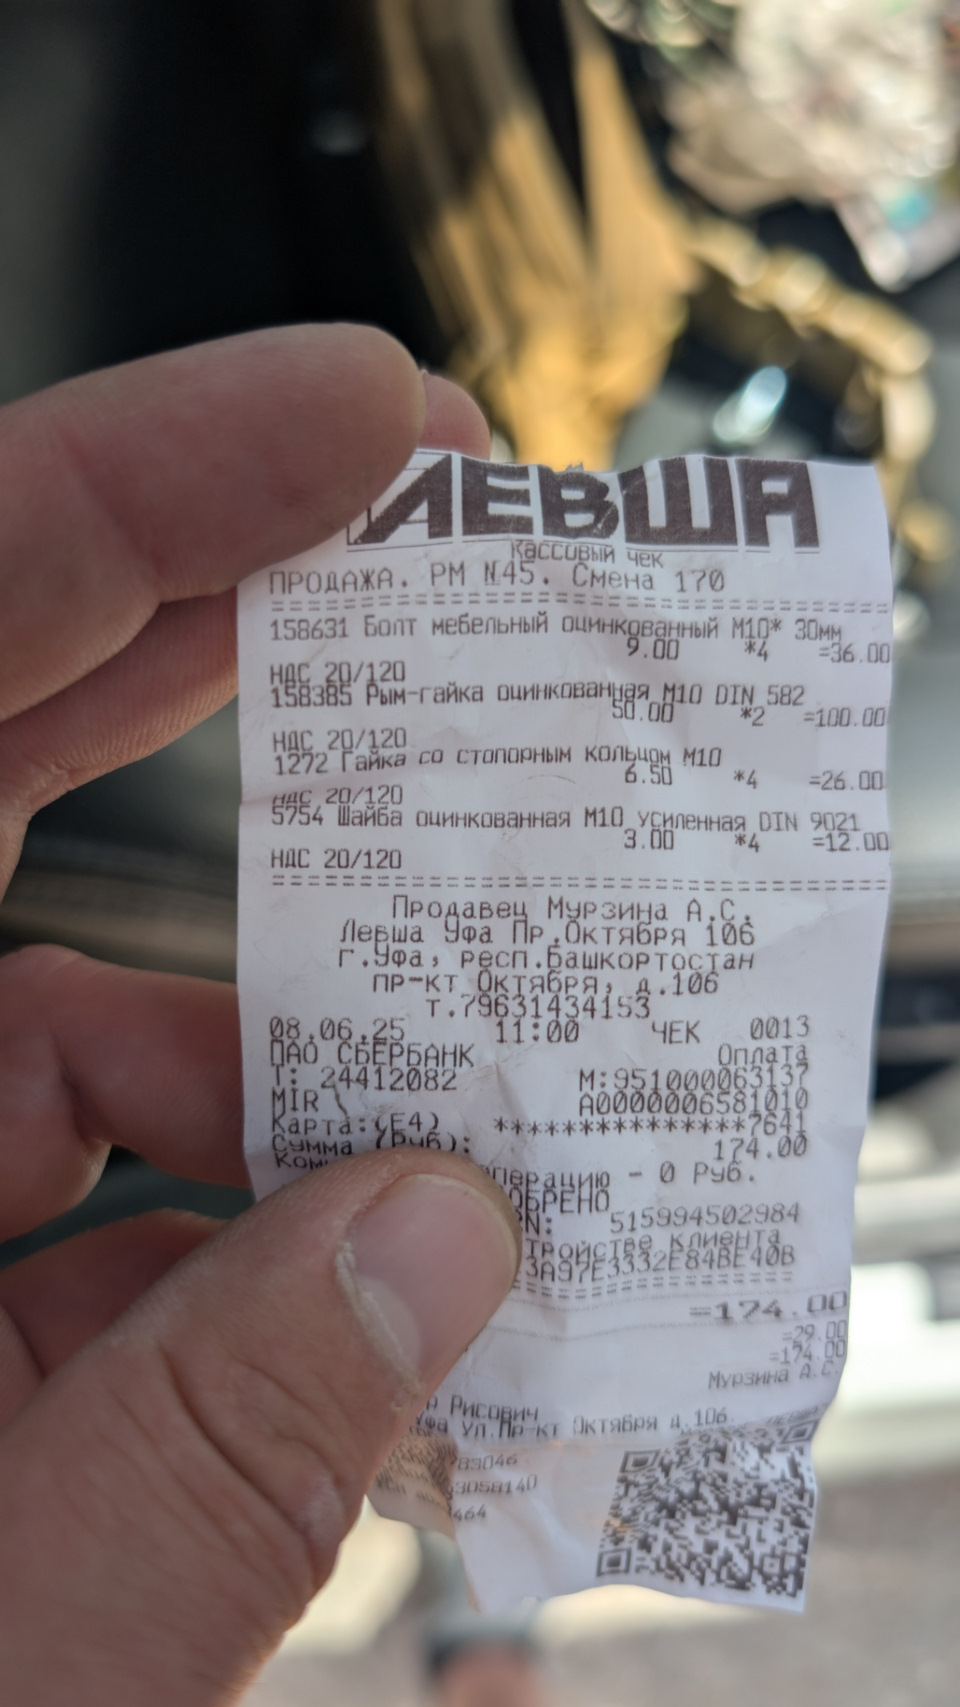 ЛЕВША
Кассовый чек
ПРОДАЖА. РМ №45. Смена 170
158631 Болт мебельный оцинкованный М10* 30мм
9.00 *4 =36.00
НДС 20/120
158385 Рым-гайка оцинкованная М10 DIN 582
50.00 *2 =100.00
НДС 20/120
1272 Гайка со стопорным кольцом М10
6.50 *4 =26.00
НДС 20/120
5754 Шайба оцинкованная М10 усиленная DIN 9021
3.00 *4 =12.00
НДС 20/120
Продавец Мурзина А.С.
Левша Уфа Пр.Октября 106
г.Уфа, респ.Башкортостан
пр-кт Октября, д.106
т.79631434153
08.06.25 11:00 ЧЕК 0013
ПАО СБЕРБАНК Оплата
Т: 24412082 М:951000063137
MIR A0000006581010
Карта:(E4) ***************7641
Сумма (Руб): 174.00
перацию - 0 Руб.
ОБРЕНО
515994502984
тройстве клиента
3A97E3332E84BE40B
=174.00
=29.00
=174.00
Мурзина А.С.
Рисович
Уфа Ул.Пр-кт Октября д.106
789046
3058140
464